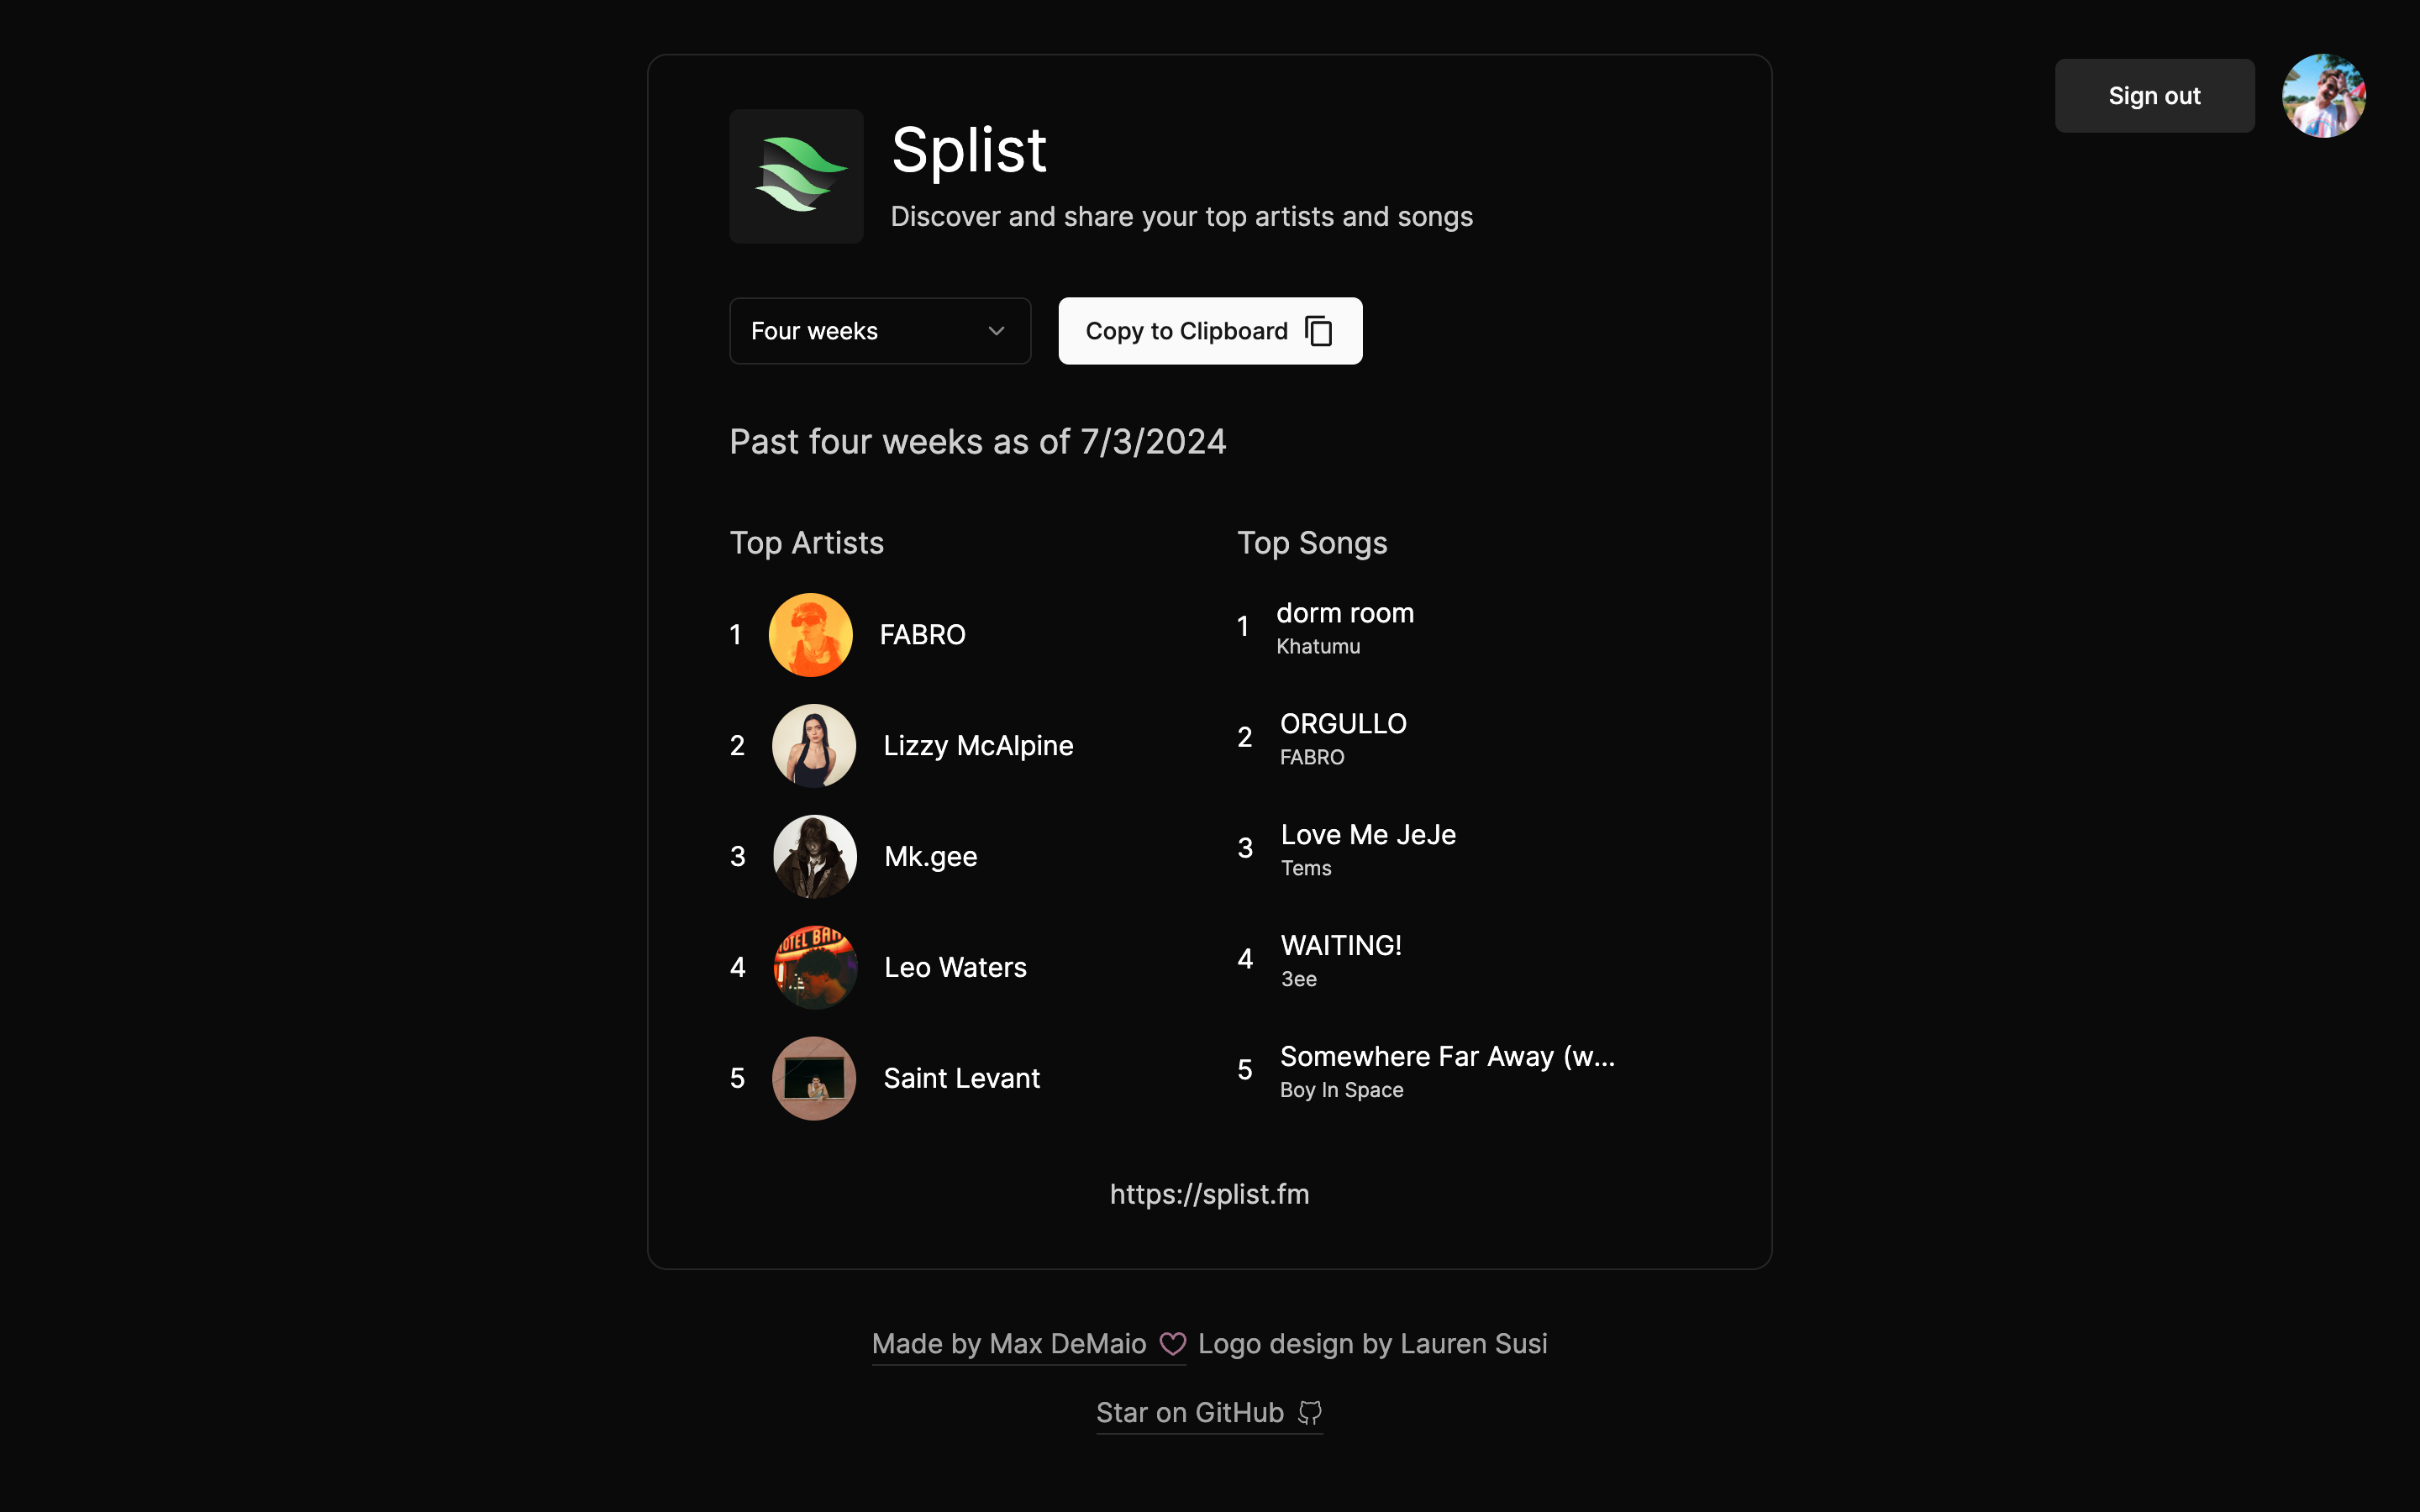 Sign out
Splist
Discover and share your top artists and songs
Four weeks
Copy to Clipboard
Past four weeks as of 7/3/2024
Top Artists
1 FABRO
2 Lizzy McAlpine
3 Mk.gee
4 Leo Waters
5 Saint Levant
Top Songs
1 dorm room
Khatumu
2 ORGULLO
FABRO
3 Love Me JeJe
Tems
4 WAITING!
3ee
5 Somewhere Far Away (w...
Boy In Space
https://splist.fm
Made by Max DeMaio Logo design by Lauren Susi
Star on GitHub